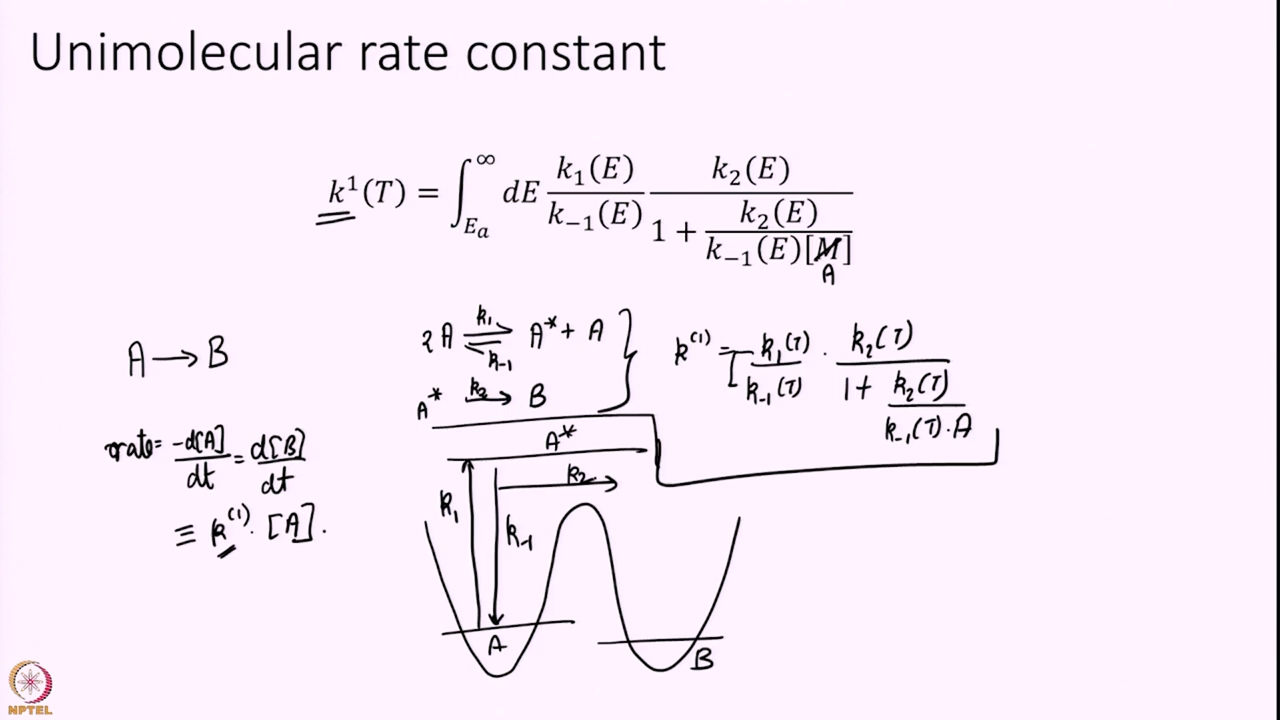 Unimolecular rate constant
k¹(T) = ∫_{E_a}^{∞} dE k₁(E)/k₋₁(E) k₂(E)/(1 + k₂(E)/(k₋₁(E)[M]))
A
A → B
2A ⇌ A* + A
k₁
k₋₁
A* → B
k₂
k⁽¹⁾ = k₁(T)/k₋₁(T) · k₂(T)/(1 + k₂(T)/(k₋₁(T)·A))
rate = -d[A]/dt = d[B]/dt
≡ k⁽¹⁾· [A].
A*
k₁
k₂
k₋₁
A
B
NPTEL